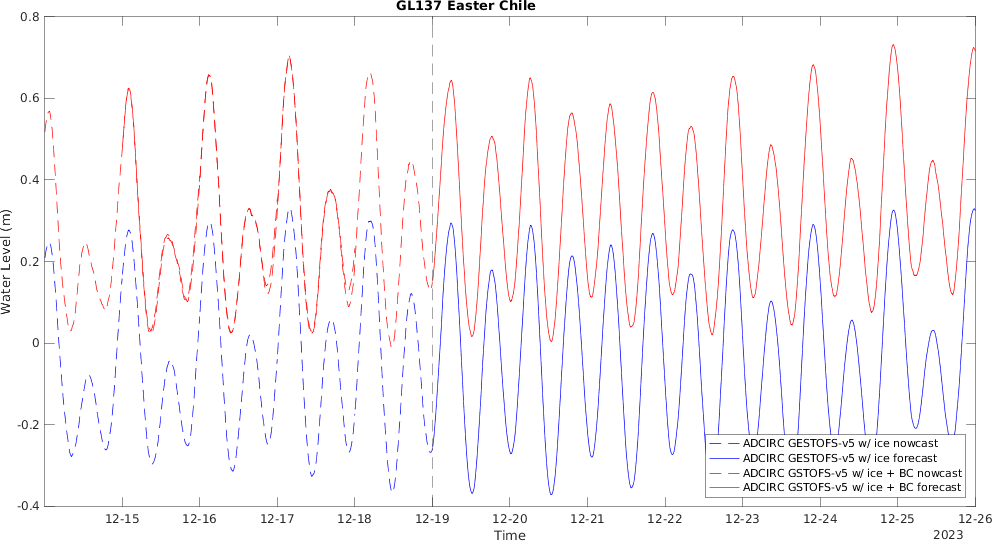 GL137 Easter Chile
0.8
0.6
0.4
0.2
0
-0.2
-0.4
Water Level (m)
ADCIRC GESTOFS-v5 w/ ice nowcast
ADCIRC GESTOFS-v5 w/ ice forecast
ADCIRC GSTOFS-v5 w/ ice + BC nowcast
ADCIRC GSTOFS-v5 w/ ice + BC forecast
12-15 12-16 12-17 12-18 12-19 12-20 12-21 12-22 12-23 12-24 12-25 12-26
Time
2023